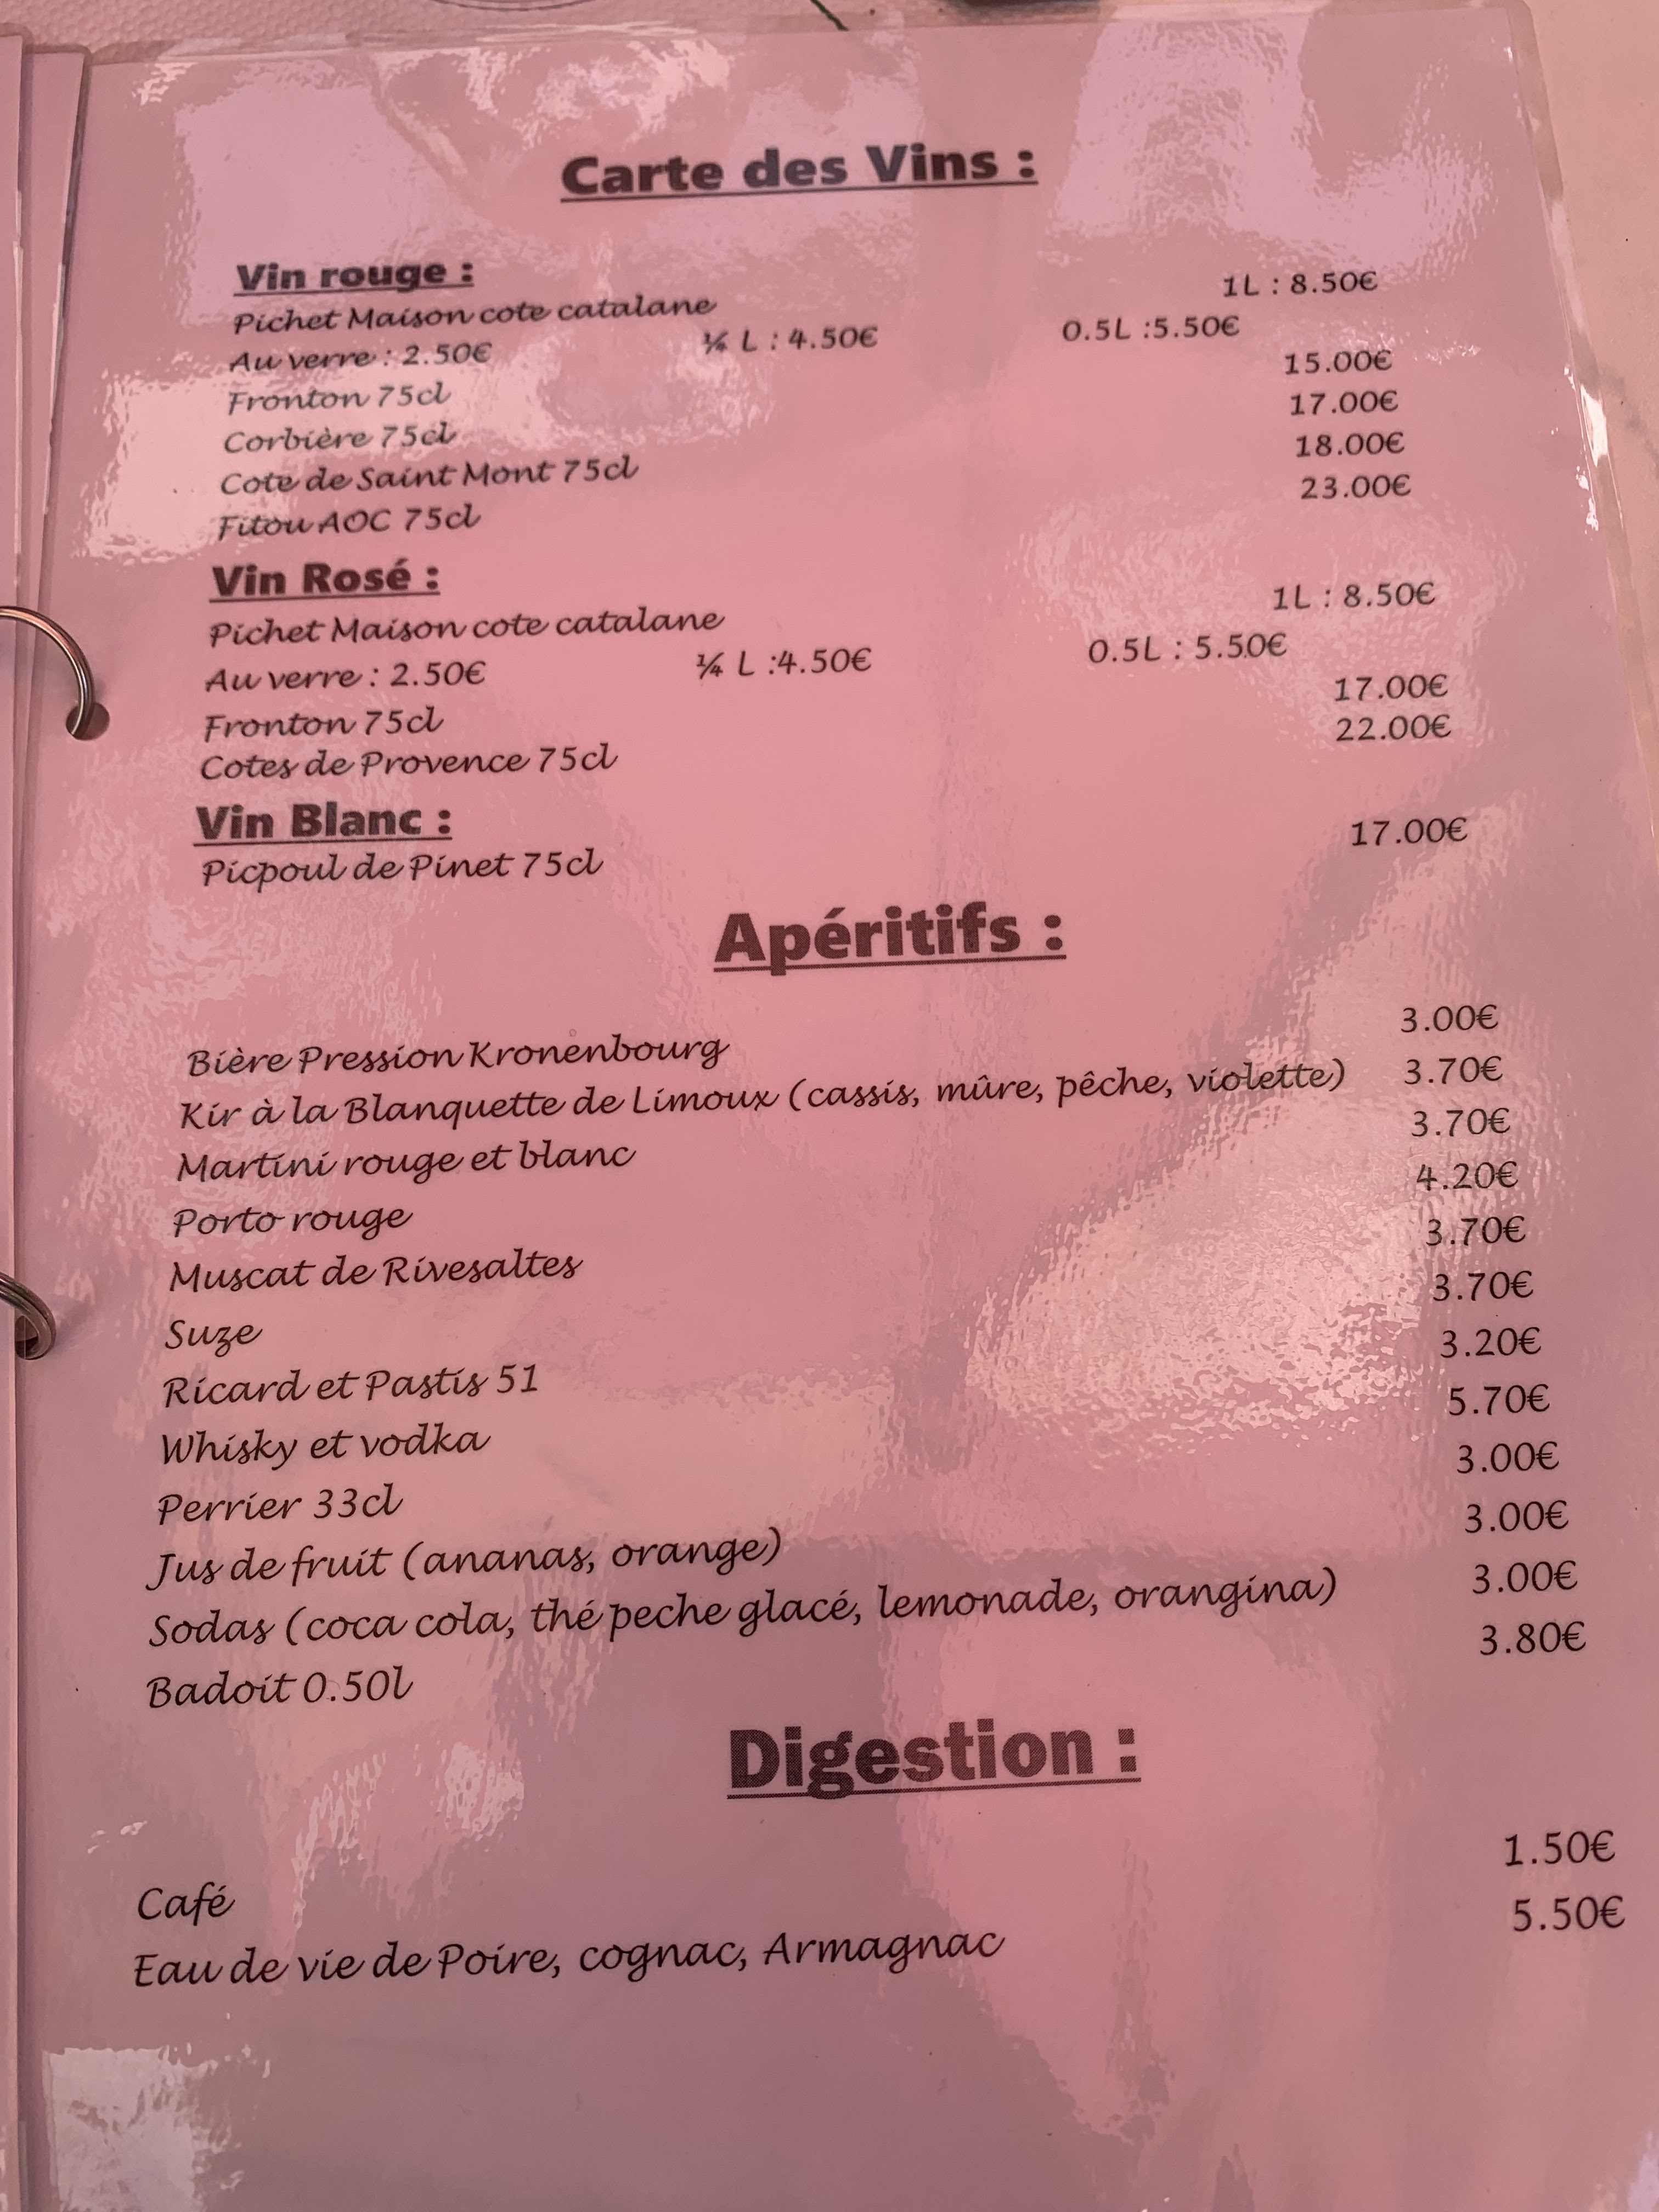 Carte des Vins :
Vin rouge :
Pichet Maison cote catalane 1L : 8.50€
Au verre : 2.50€ ¼ L : 4.50€ 0.5L :5.50€
Fronton 75cl 15.00€
Corbière 75cl 17.00€
Cote de Saint Mont 75cl 18.00€
Fitou AOC 75cl 23.00€
Vin Rosé :
Pichet Maison cote catalane 1L : 8.50€
Au verre : 2.50€ ¼ L :4.50€ 0.5L : 5.50€
Fronton 75cl 17.00€
Cotes de Provence 75cl 22.00€
Vin Blanc :
Picpoul de Pinet 75cl 17.00€
Apéritifs :
Bière Pression Kronenbourg 3.00€
Kir à la Blanquette de Limoux (cassis, mûre, pêche, violette) 3.70€
Martini rouge et blanc 3.70€
Porto rouge 4.20€
Muscat de Rivesaltes 3.70€
Suze 3.70€
Ricard et Pastis 51 3.20€
Whisky et vodka 5.70€
Perrier 33cl 3.00€
Jus de fruit (ananas, orange) 3.00€
Sodas (coca cola, thé peche glacé, lemonade, orangina) 3.00€
Badoit 0.50l 3.80€
Digestion :
Café 1.50€
Eau de vie de Poire, cognac, Armagnac 5.50€